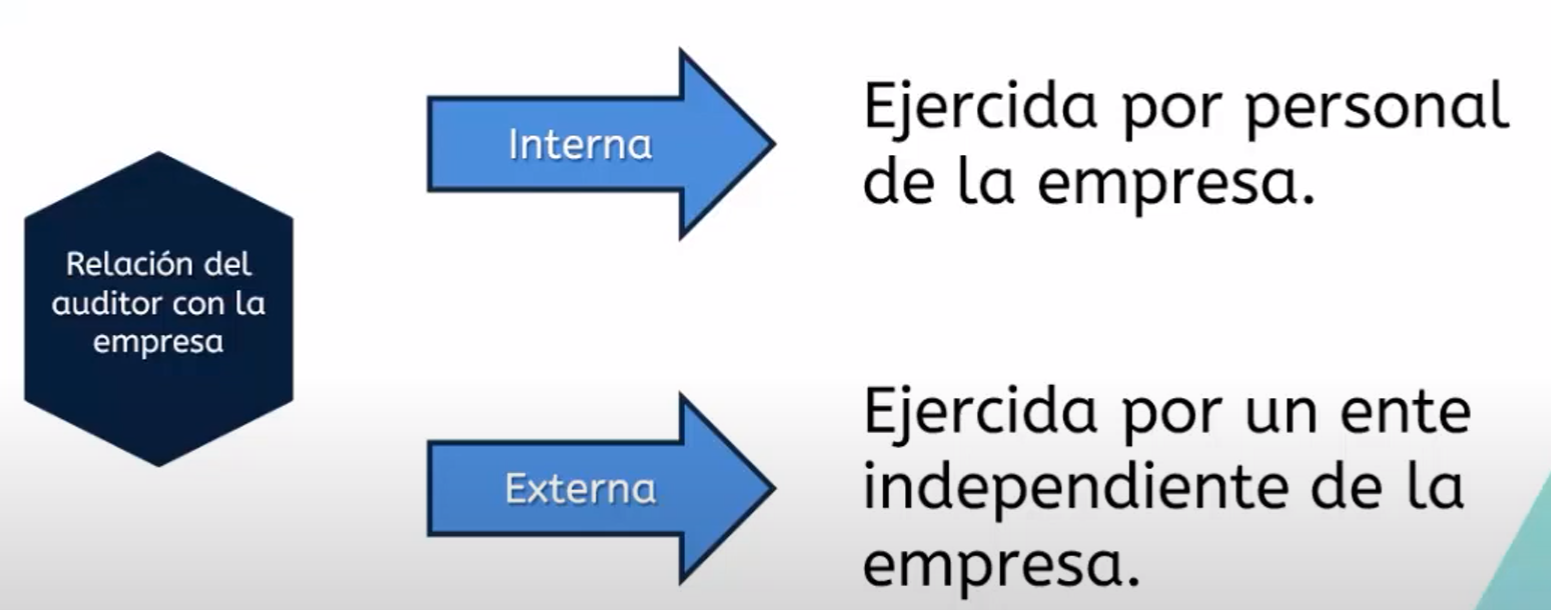 Relación del
auditor con la
empresa
Interna
Ejercida por personal
de la empresa.
Externa
Ejercida por un ente
independiente de la
empresa.